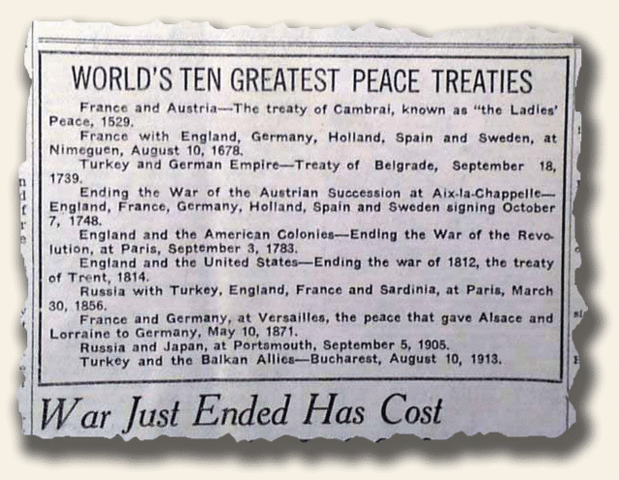 WORLD'S TEN GREATEST PEACE TREATIES
France and Austria—The treaty of Cambrai, known as "the Ladies'
Peace, 1529.
France with England, Germany, Holland, Spain and Sweden, at
Nimeguen, August 10, 1678.
Turkey and German Empire—Treaty of Belgrade, September 18,
1739.
Ending the War of the Austrian Succession at Aix-la-Chappelle—
England, France, Germany, Holland, Spain and Sweden signing October
7, 1748.
England and the American Colonies—Ending the War of the Revo-
lution, at Paris, September 3, 1783.
England and the United States—Ending the war of 1812, the treaty
of Trent, 1814.
Russia with Turkey, England, France and Sardinia, at Paris, March
30, 1856.
France and Germany, at Versailles, the peace that gave Alsace and
Lorraine to Germany, May 10, 1871.
Russia and Japan, at Portsmouth, September 5, 1905.
Turkey and the Balkan Allies—Bucharest, August 10, 1913.
War Just Ended Has Cost